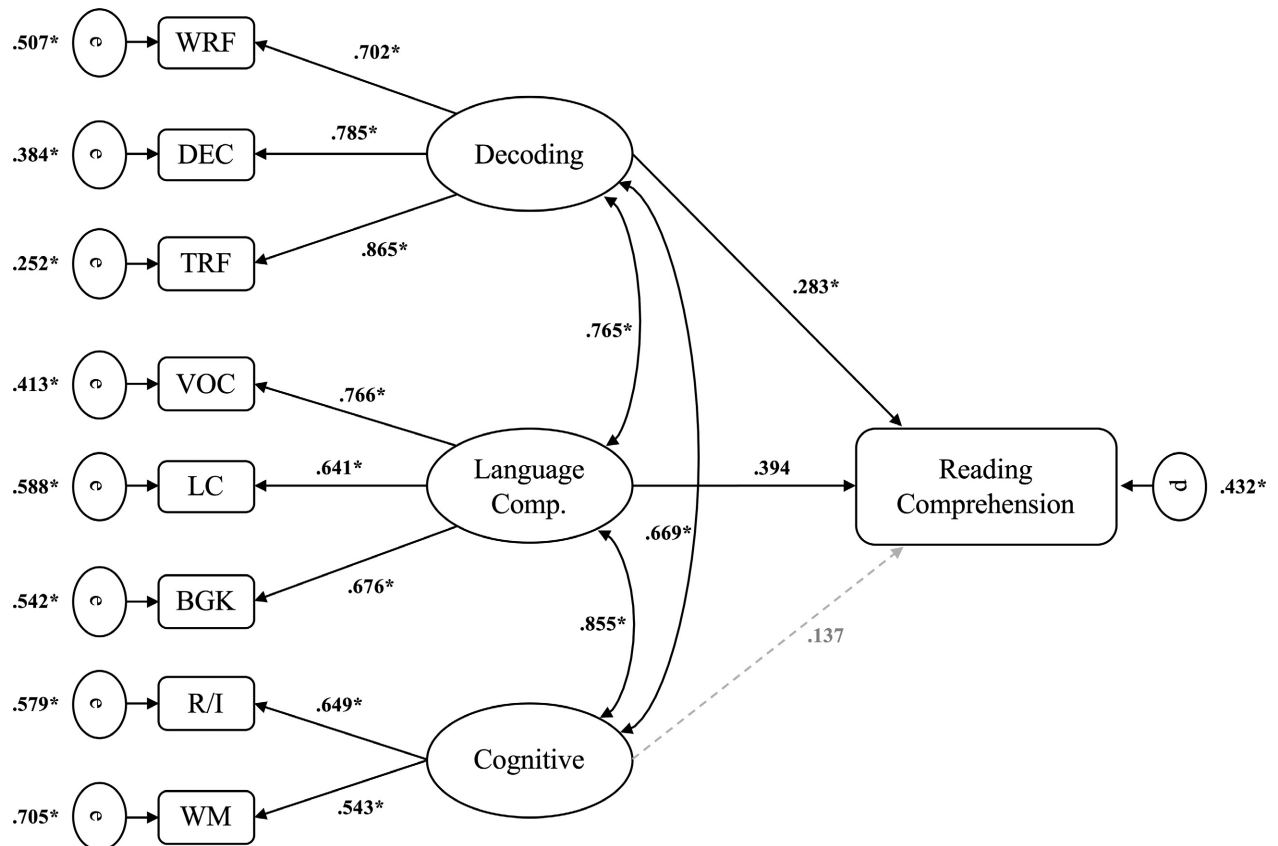 .507* e WRF .702*
.384* e DEC .785* Decoding
.252* e TRF .865*
.283*
.765*
.413* e VOC .766*
.588* e LC .641* Language
Comp.
.394
Reading
Comprehension
d .432*
.669*
.542* e BGK .676*
.855*
.137
.579* e R/I .649*
Cognitive
.705* e WM .543*